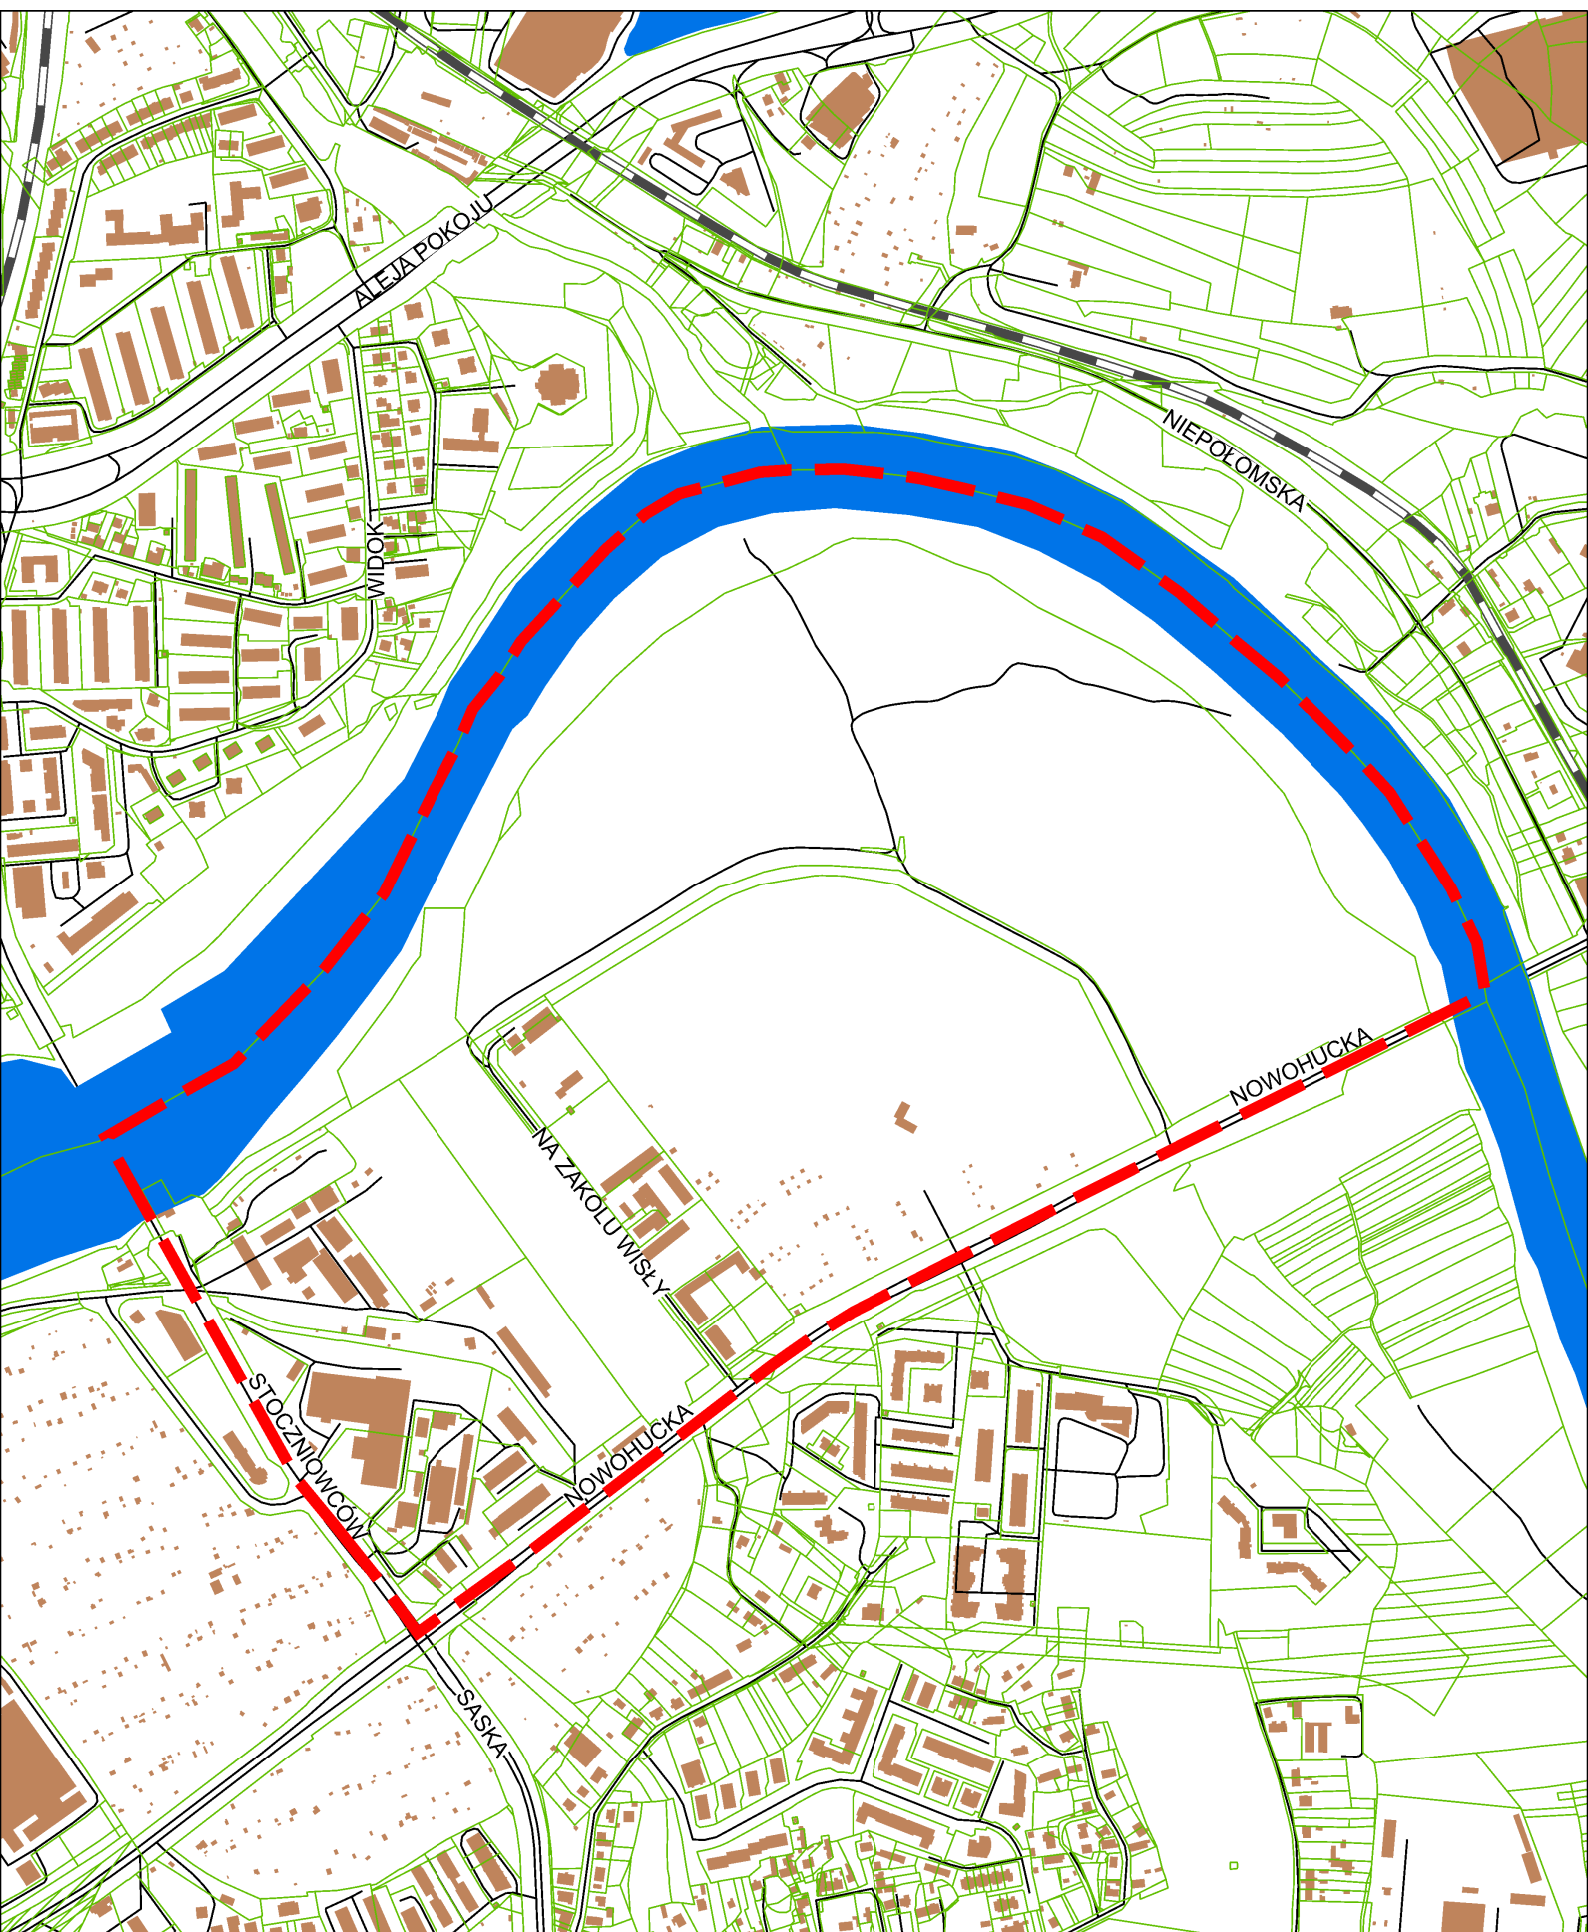 ALEJA POKOJU
NIEPOŁOMSKA
WIDOK
NOWOHUCKA
NA ZAKOLU WISŁY
STOCZNIOWCÓW
NOWOHUCKA
SASKA